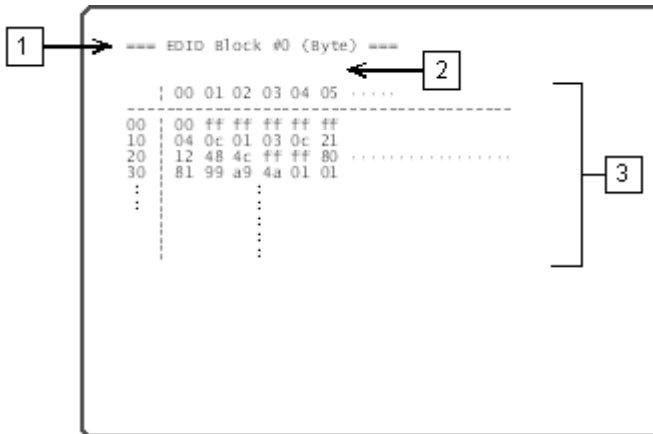 1
=== EDID Block #0 (Byte) ===
2
00 01 02 03 04 05 ·····
00 00 ff ff ff ff ff
10 04 0c 01 03 0c 21
20 12 48 4c ff ff 80 ··················
30 81 99 a9 4a 01 01
3